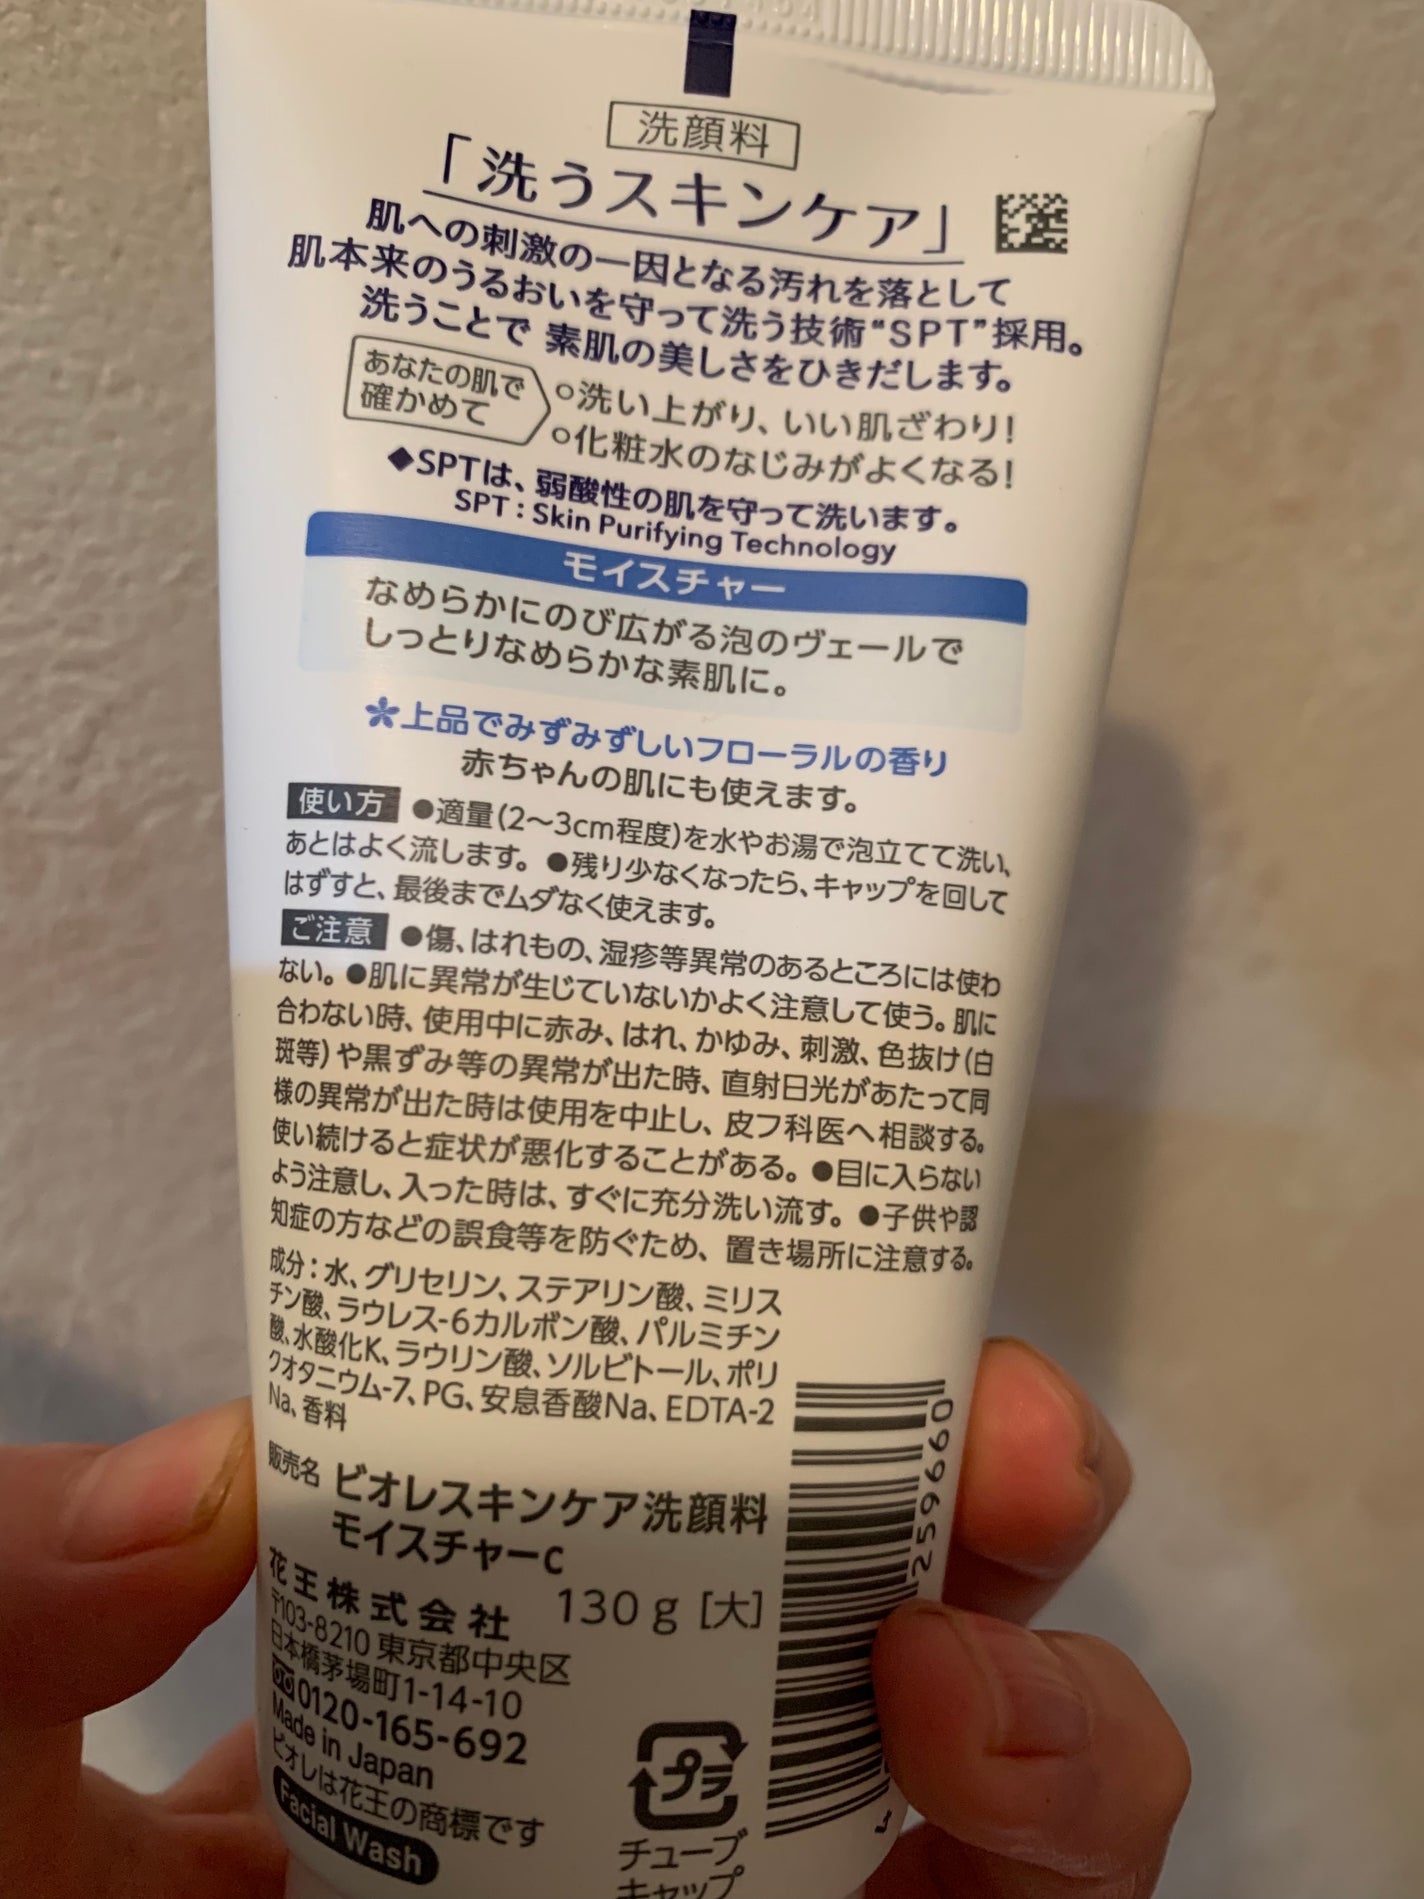 洗顔料
「洗うスキンケア」
肌への刺激の一因となる汚れを落として
肌本来のうるおいを守って洗う技術“SPT”採用。
洗うことで 素肌の美しさをひきだします。
あなたの肌で
確かめて
○洗い上がり、いい肌ざわり!
○化粧水のなじみがよくなる!
◆SPTは、弱酸性の肌を守って洗います。
SPT : Skin Purifying Technology
モイスチャー
なめらかにのび広がる泡のヴェールで
しっとりなめらかな素肌に。
上品でみずみずしいフローラルの香り
赤ちゃんの肌にも使えます。
使い方 ●適量(2〜3cm程度)を水やお湯で泡立てて洗い、
あとはよく流します。●残り少なくなったら、キャップを回して
はずすと、最後までムダなく使えます。
ご注意 ●傷、はれもの、湿疹等異常のあるところには使わ
ない。●肌に異常が生じていないかよく注意して使う。肌に
合わない時、使用中に赤み、はれ、かゆみ、刺激、色抜け(白
斑等)や黒ずみ等の異常が出た時、直射日光があたって同
様の異常が出た時は使用を中止し、皮フ科医へ相談する。
使い続けると症状が悪化することがある。●目に入らない
よう注意し、入った時は、すぐに充分洗い流す。●子供や認
知症の方などの誤食等を防ぐため、置き場所に注意する。
成分：水、グリセリン、ステアリン酸、ミリス
チン酸、ラウレス-6カルボン酸、パルミチン
酸、水酸化K、ラウリン酸、ソルビトール、ポリ
クオタニウム-7、PG、安息香酸Na、EDTA-2
Na、香料
販売名 ビオレスキンケア洗顔料
モイスチャーc
花王株式会社 130g [大]
〒103-8210 東京都中央区
日本橋茅場町1-14-10
0120-165-692
Made in Japan
ビオレは花王の商標です
Facial Wash
プラ
チューブ
キャップ
259660